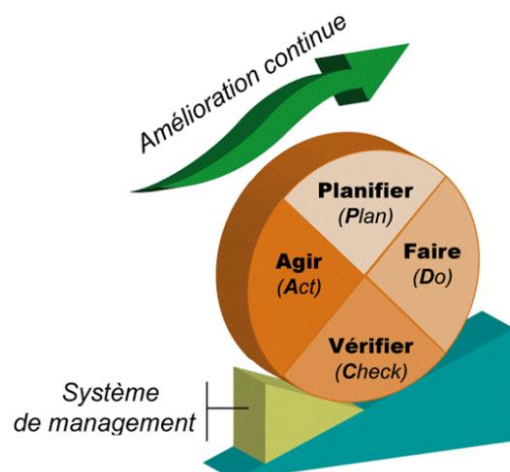 Amélioration continue
Planifier
(Plan)
Faire
(Do)
Agir
(Act)
Vérifier
(Check)
Système
de management